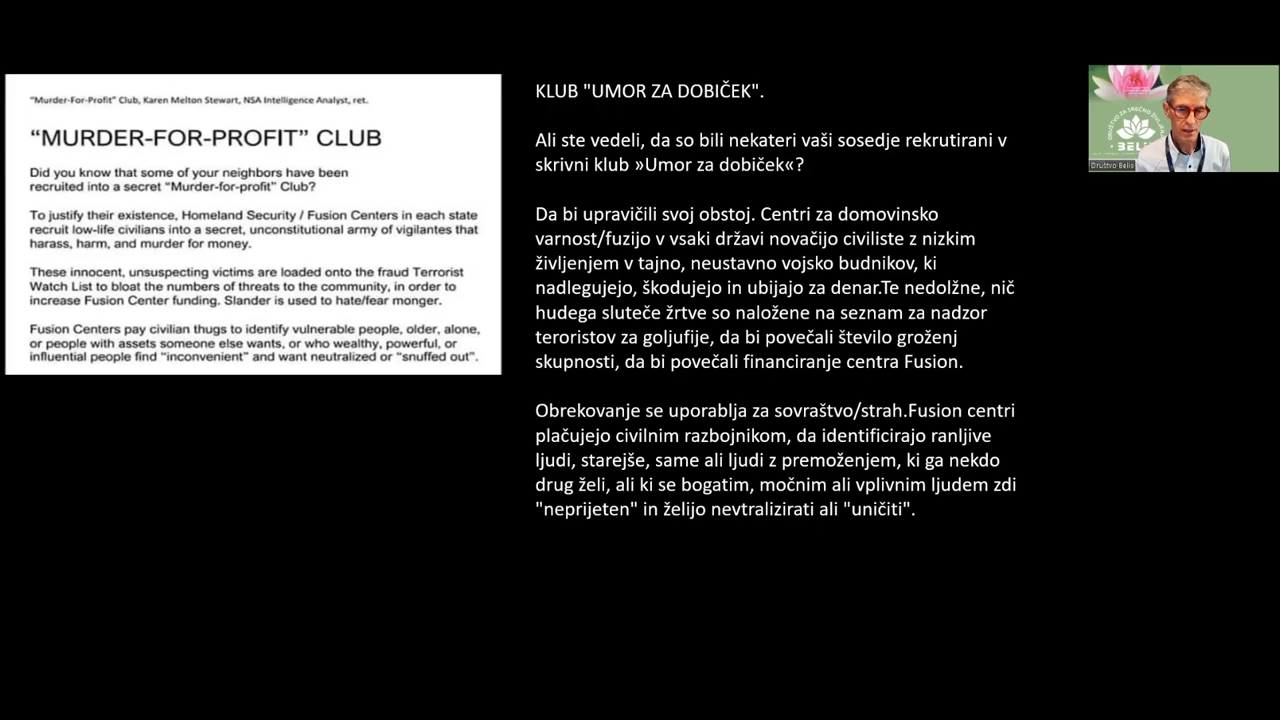 "Murder-For-Profit" Club, Karen Melton Stewart, NSA Intelligence Analyst, ret.
“MURDER-FOR-PROFIT” CLUB
Did you know that some of your neighbors have been
recruited into a secret “Murder-for-profit” Club?
To justify their existence, Homeland Security / Fusion Centers in each state
recruit low-life civilians into a secret, unconstitutional army of vigilantes that
harass, harm, and murder for money.
These innocent, unsuspecting victims are loaded onto the fraud Terrorist
Watch List to bloat the numbers of threats to the community, in order to
increase Fusion Center funding. Slander is used to hate/fear monger.
Fusion Centers pay civilian thugs to identify vulnerable people, older, alone,
or people with assets someone else wants, or who wealthy, powerful, or
influential people find “inconvenient” and want neutralized or “snuffed out”.
KLUB "UMOR ZA DOBIČEK".
Ali ste vedeli, da so bili nekateri vaši sosedje rekrutirani v
skrivni klub »Umor za dobiček«?
Da bi upravičili svoj obstoj. Centri za domovinsko
varnost/fuzijo v vsaki državi novačijo civiliste z nizkim
življenjem v tajno, neustavno vojsko budnikov, ki
nadlegujejo, škodujejo in ubijajo za denar.Te nedolžne, nič
hudega sluteče žrtve so naložene na seznam za nadzor
teroristov za goljufije, da bi povečali število groženj
skupnosti, da bi povečali financiranje centra Fusion.
Obrekovanje se uporablja za sovraštvo/strah.Fusion centri
plačujejo civilnim razbojnikom, da identificirajo ranljive
ljudi, starejše, same ali ljudi z premoženjem, ki ga nekdo
drug želi, ali ki se bogatim, močnim ali vplivnim ljudem zdi
"neprijeten" in želijo nevtralizirati ali "uničiti".
Društvo Belis